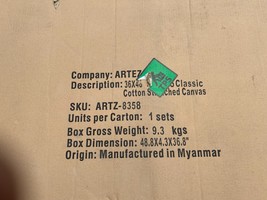 Company: ARTEZ
Description: 36X48 Classic
Cotton Stretched Canvas
SKU: ARTZ-8358
Units per Carton: 1 sets
Box Gross Weight: 9.3 kgs
Box Dimension: 48.8X4.3X36.8"
Origin: Manufactured in Myanmar